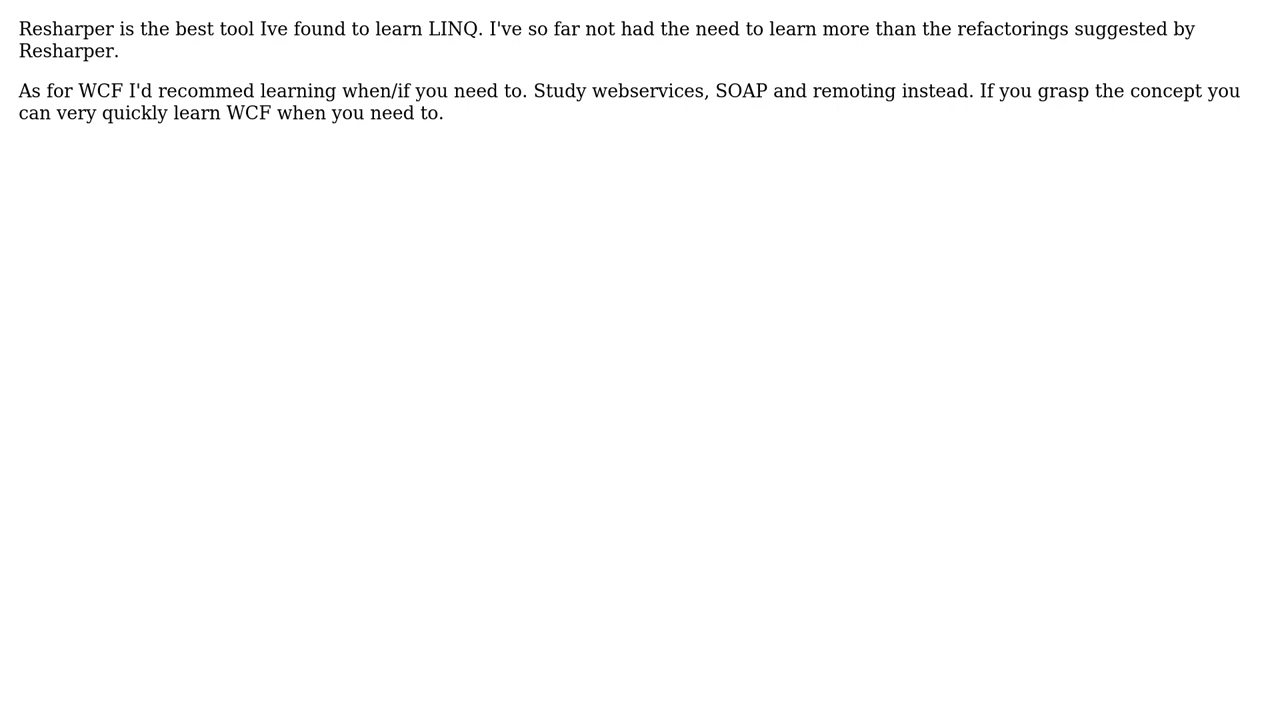 Resharper is the best tool Ive found to learn LINQ. I've so far not had the need to learn more than the refactorings suggested by
Resharper.
As for WCF I'd recommed learning when/if you need to. Study webservices, SOAP and remoting instead. If you grasp the concept you
can very quickly learn WCF when you need to.